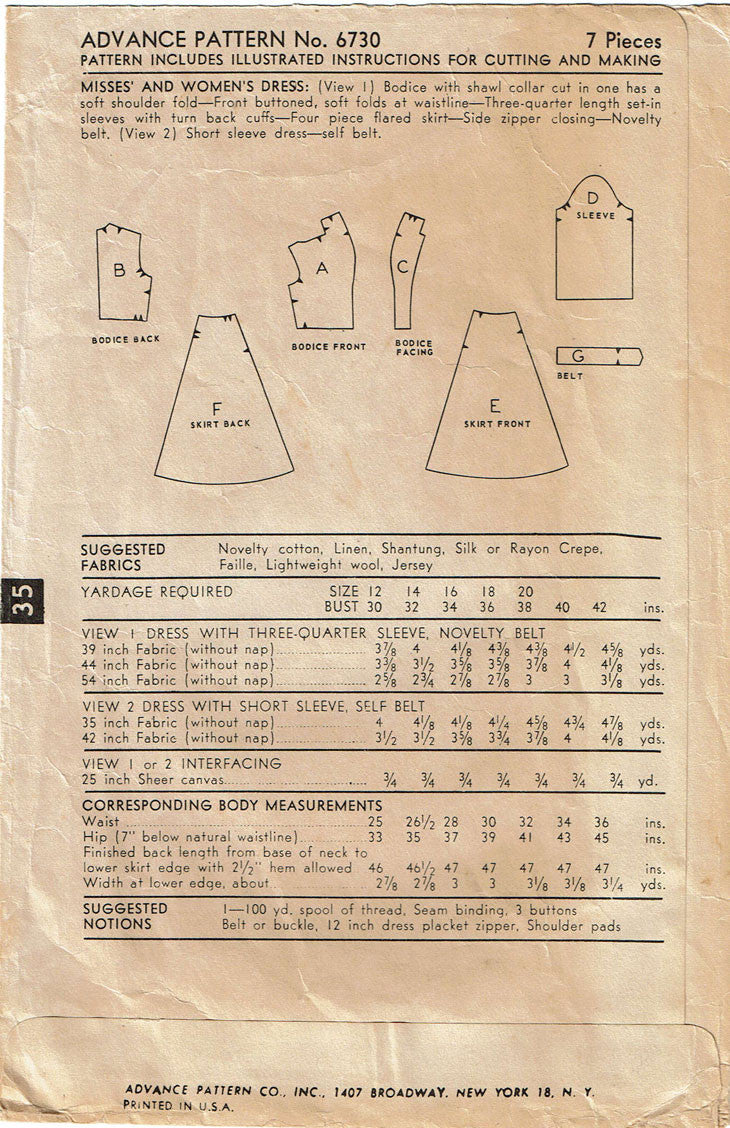 ADVANCE PATTERN No. 6730 7 Pieces
PATTERN INCLUDES ILLUSTRATED INSTRUCTIONS FOR CUTTING AND MAKING
MISSES' AND WOMEN'S DRESS: (View 1) Bodice with shawl collar cut in one has a
soft shoulder fold—Front buttoned, soft folds at waistline—Three-quarter length set-in
sleeves with turn back cuffs—Four piece flared skirt—Side zipper closing—Novelty
belt. (View 2) Short sleeve dress—self belt.
D
SLEEVE
B
BODICE BACK
A
BODICE FRONT
C
BODICE
FACING
G
BELT
F
SKIRT BACK
E
SKIRT FRONT
SUGGESTED FABRICS Novelty cotton, Linen, Shantung, Silk or Rayon Crepe,
Faille, Lightweight wool, Jersey
35
YARDAGE REQUIRED SIZE 12 14 16 18 20
BUST 30 32 34 36 38 40 42 ins.
VIEW 1 DRESS WITH THREE-QUARTER SLEEVE, NOVELTY BELT
39 inch Fabric (without nap) 3⅞ 4 4⅛ 4⅜ 4⅜ 4½ 4⅝ yds.
44 inch Fabric (without nap) 3⅜ 3½ 3⅝ 3⅝ 3⅞ 4 4⅛ yds.
54 inch Fabric (without nap) 2⅝ 2¾ 2⅞ 2⅞ 3 3 3⅛ yds.
VIEW 2 DRESS WITH SHORT SLEEVE, SELF BELT
35 inch Fabric (without nap) 4 4⅛ 4⅛ 4¼ 4⅝ 4¾ 4⅞ yds.
42 inch Fabric (without nap) 3½ 3½ 3⅝ 3¾ 3⅞ 4 4⅛ yds.
VIEW 1 or 2 INTERFACING
25 inch Sheer canvas ¾ ¾ ¾ ¾ ¾ ¾ ¾ yd.
CORRESPONDING BODY MEASUREMENTS
Waist 25 26½ 28 30 32 34 36 ins.
Hip (7" below natural waistline) 33 35 37 39 41 43 45 ins.
Finished back length from base of neck to
lower skirt edge with 2½" hem allowed 46 46½ 47 47 47 47 47 ins.
Width at lower edge, about 2⅞ 2⅞ 3 3 3⅛ 3⅛ 3¼ yds.
SUGGESTED NOTIONS 1—100 yd. spool of thread, Seam binding, 3 buttons
Belt or buckle, 12 inch dress placket zipper, Shoulder pads
ADVANCE PATTERN CO., INC., 1407 BROADWAY. NEW YORK 18, N. Y.
PRINTED IN U.S.A.